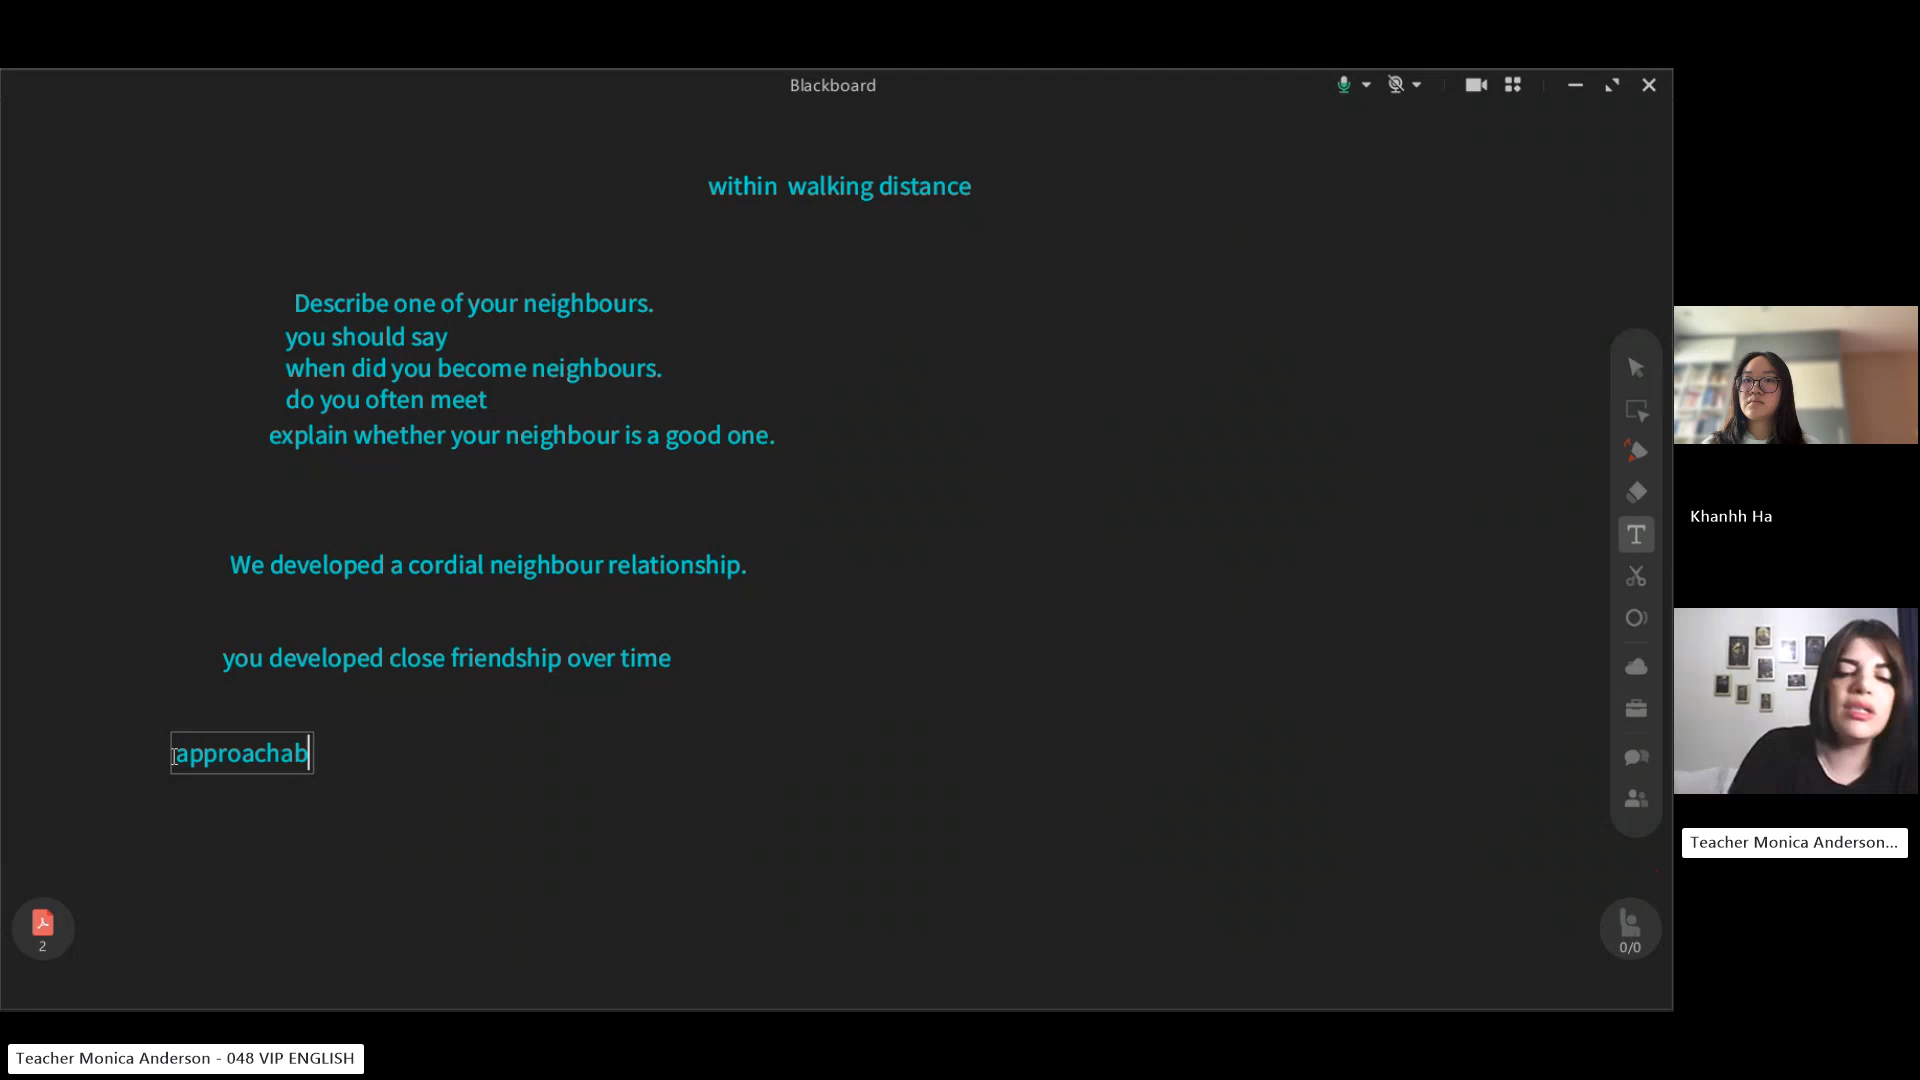 Blackboard
within walking distance
Describe one of your neighbours.
you should say
when did you become neighbours.
do you often meet
explain whether your neighbour is a good one.
We developed a cordial neighbour relationship.
you developed close friendship over time
approachab
T
Khanhh Ha
Teacher Monica Anderson...
2
0/0
Teacher Monica Anderson - 048 VIP ENGLISH